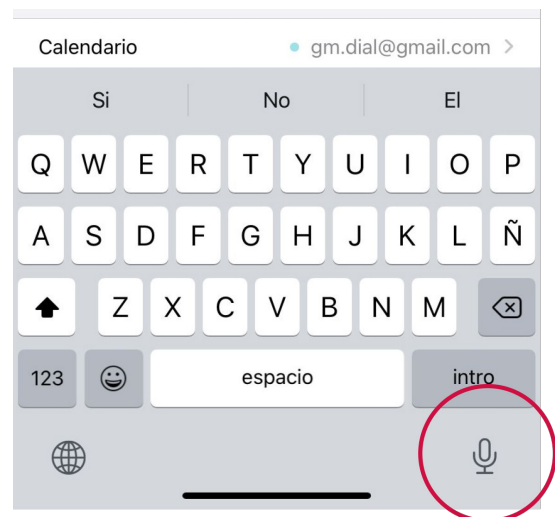 Calendario gm.dial@gmail.com >
Si No El
Q W E R T Y U I O P
A S D F G H J K L Ñ
Z X C V B N M
123 espacio intro